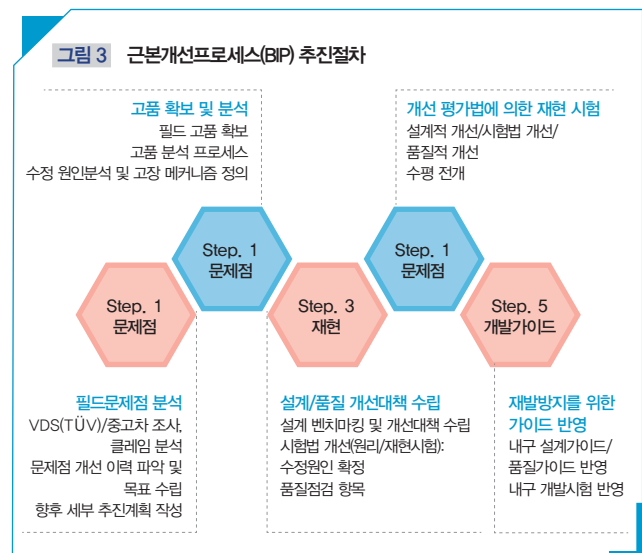 그림 3 근본개선프로세스(BIP) 추진절차
고품 확보 및 분석
필드 고품 확보
고품 분석 프로세스
수정 원인분석 및 고장 메커니즘 정의
개선 평가법에 의한 재현 시험
설계적 개선/시험법 개선/
품질적 개선
수평 전개
Step. 1
문제점
Step. 1
문제점
Step. 3
재현
Step. 1
문제점
Step. 5
개발가이드
필드문제점 분석
VDS(TÜV)/중고차 조사,
클레임 분석
문제점 개선 이력 파악 및
목표 수립
향후 세부 추진계획 작성
설계/품질 개선대책 수립
설계 벤치마킹 및 개선대책 수립
시험법 개선(원리/재현시험):
수정원인 확정
품질점검 항목
재발방지를 위한
가이드 반영
내구 설계가이드/
품질가이드 반영
내구 개발시험 반영